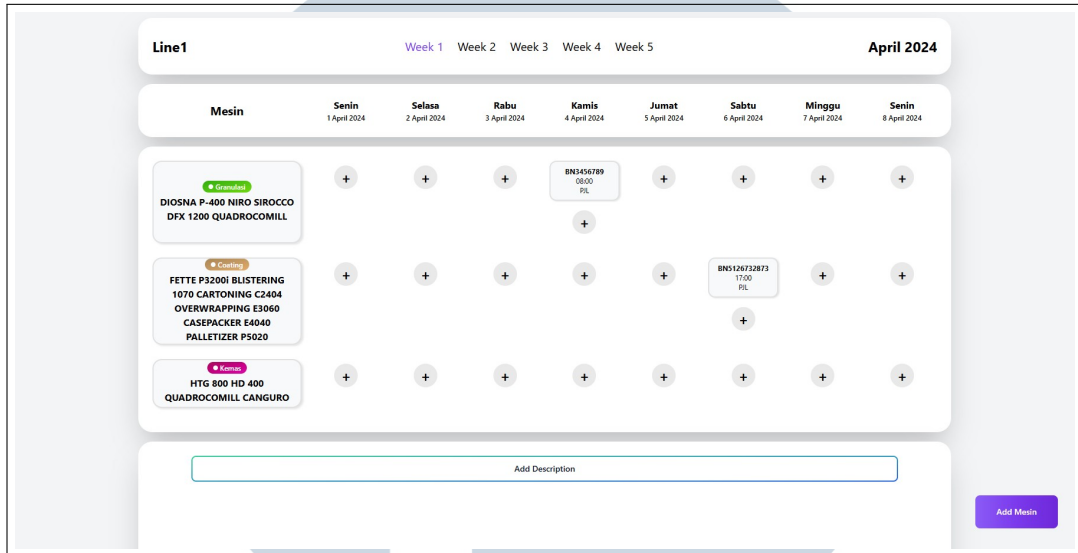 Line1
Week 1 Week 2 Week 3 Week 4 Week 5
April 2024
Mesin
Senin
1 April 2024
Selasa
2 April 2024
Rabu
3 April 2024
Kamis
4 April 2024
Jumat
5 April 2024
Sabtu
6 April 2024
Minggu
7 April 2024
Senin
8 April 2024
Granulasi
DIOSNA P-400 NIRO SIROCCO
DFX 1200 QUADROCOMILL
+ + +
BN3456789
08:00
PJL
+ + + +
+
Coating
FETTE P3200i BLISTERING
1070 CARTONING C2404
OVERWRAPPING E3060
CASEPACKER E4040
PALLETIZER P5020
+ + + + +
BN5126732873
17:00
PJL
+ +
+
Kemas
HTG 800 HD 400
QUADROCOMILL CANGURO
+ + + + + + + +
Add Description
Add Mesin